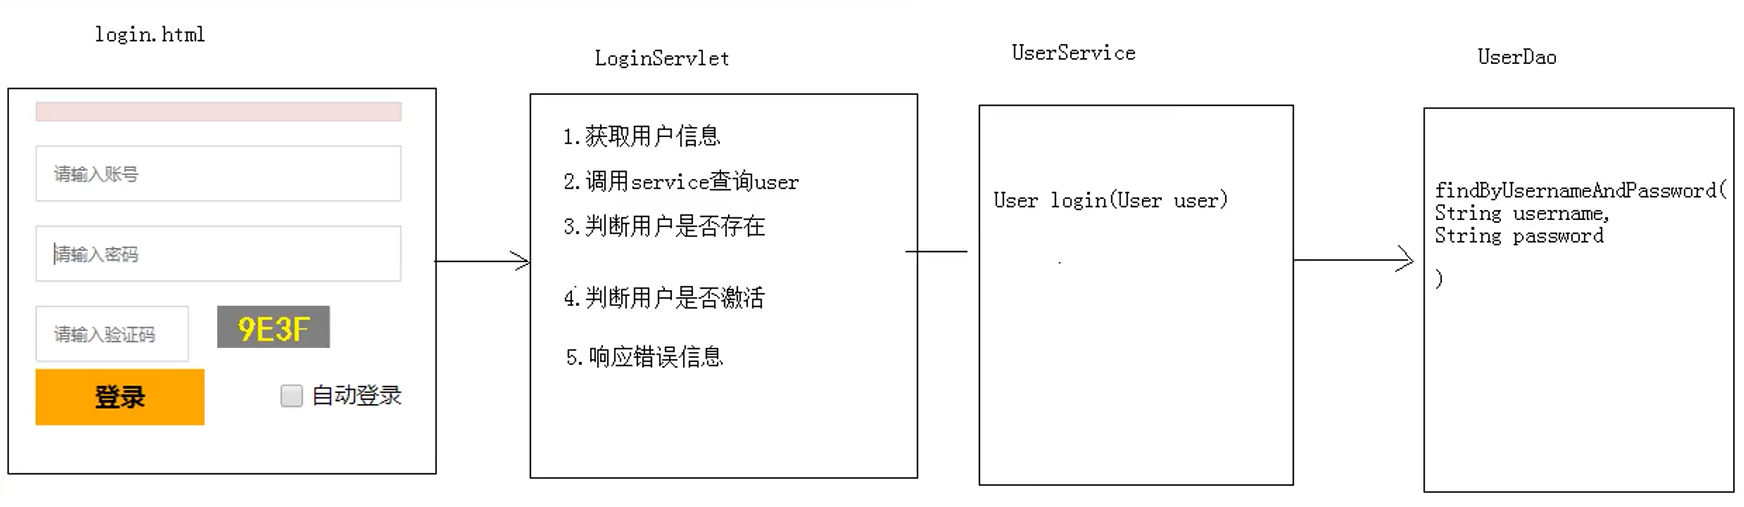 login.html
请输入账号
请输入密码
请输入验证码
9E3F
登录
自动登录
LoginServlet
1.获取用户信息
2.调用service查询user
3.判断用户是否存在
4.判断用户是否激活
5.响应错误信息
UserService
User login(User user)
UserDao
findByUsernameAndPassword(
String username,
String password
)